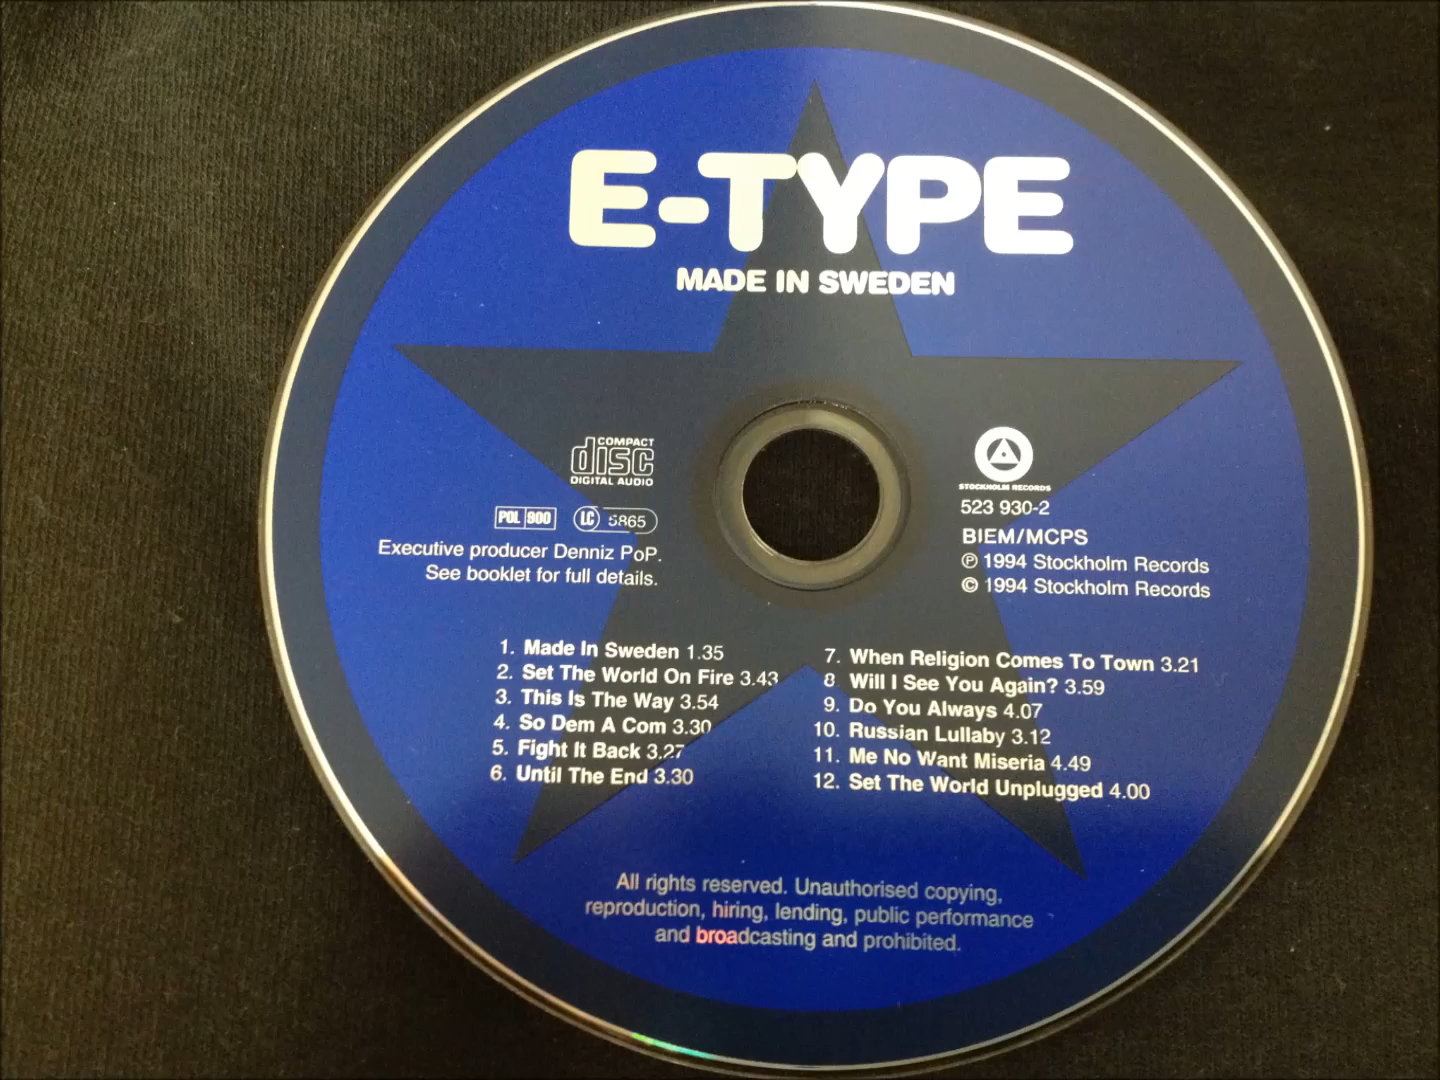 E-TYPE
MADE IN SWEDEN
COMPACT
disc
DIGITAL AUDIO
POL 900 LC 5865
Executive producer Denniz PoP.
See booklet for full details.
STOCKHOLM RECORDS
523 930-2
BIEM/MCPS
℗ 1994 Stockholm Records
© 1994 Stockholm Records
1. Made In Sweden 1.35
2. Set The World On Fire 3.43
3. This Is The Way 3.54
4. So Dem A Com 3.30
5. Fight It Back 3.27
6. Until The End 3.30
7. When Religion Comes To Town 3.21
8 Will I See You Again? 3.59
9. Do You Always 4.07
10. Russian Lullaby 3.12
11. Me No Want Miseria 4.49
12. Set The World Unplugged 4.00
All rights reserved. Unauthorised copying,
reproduction, hiring, lending, public performance
and broadcasting and prohibited.